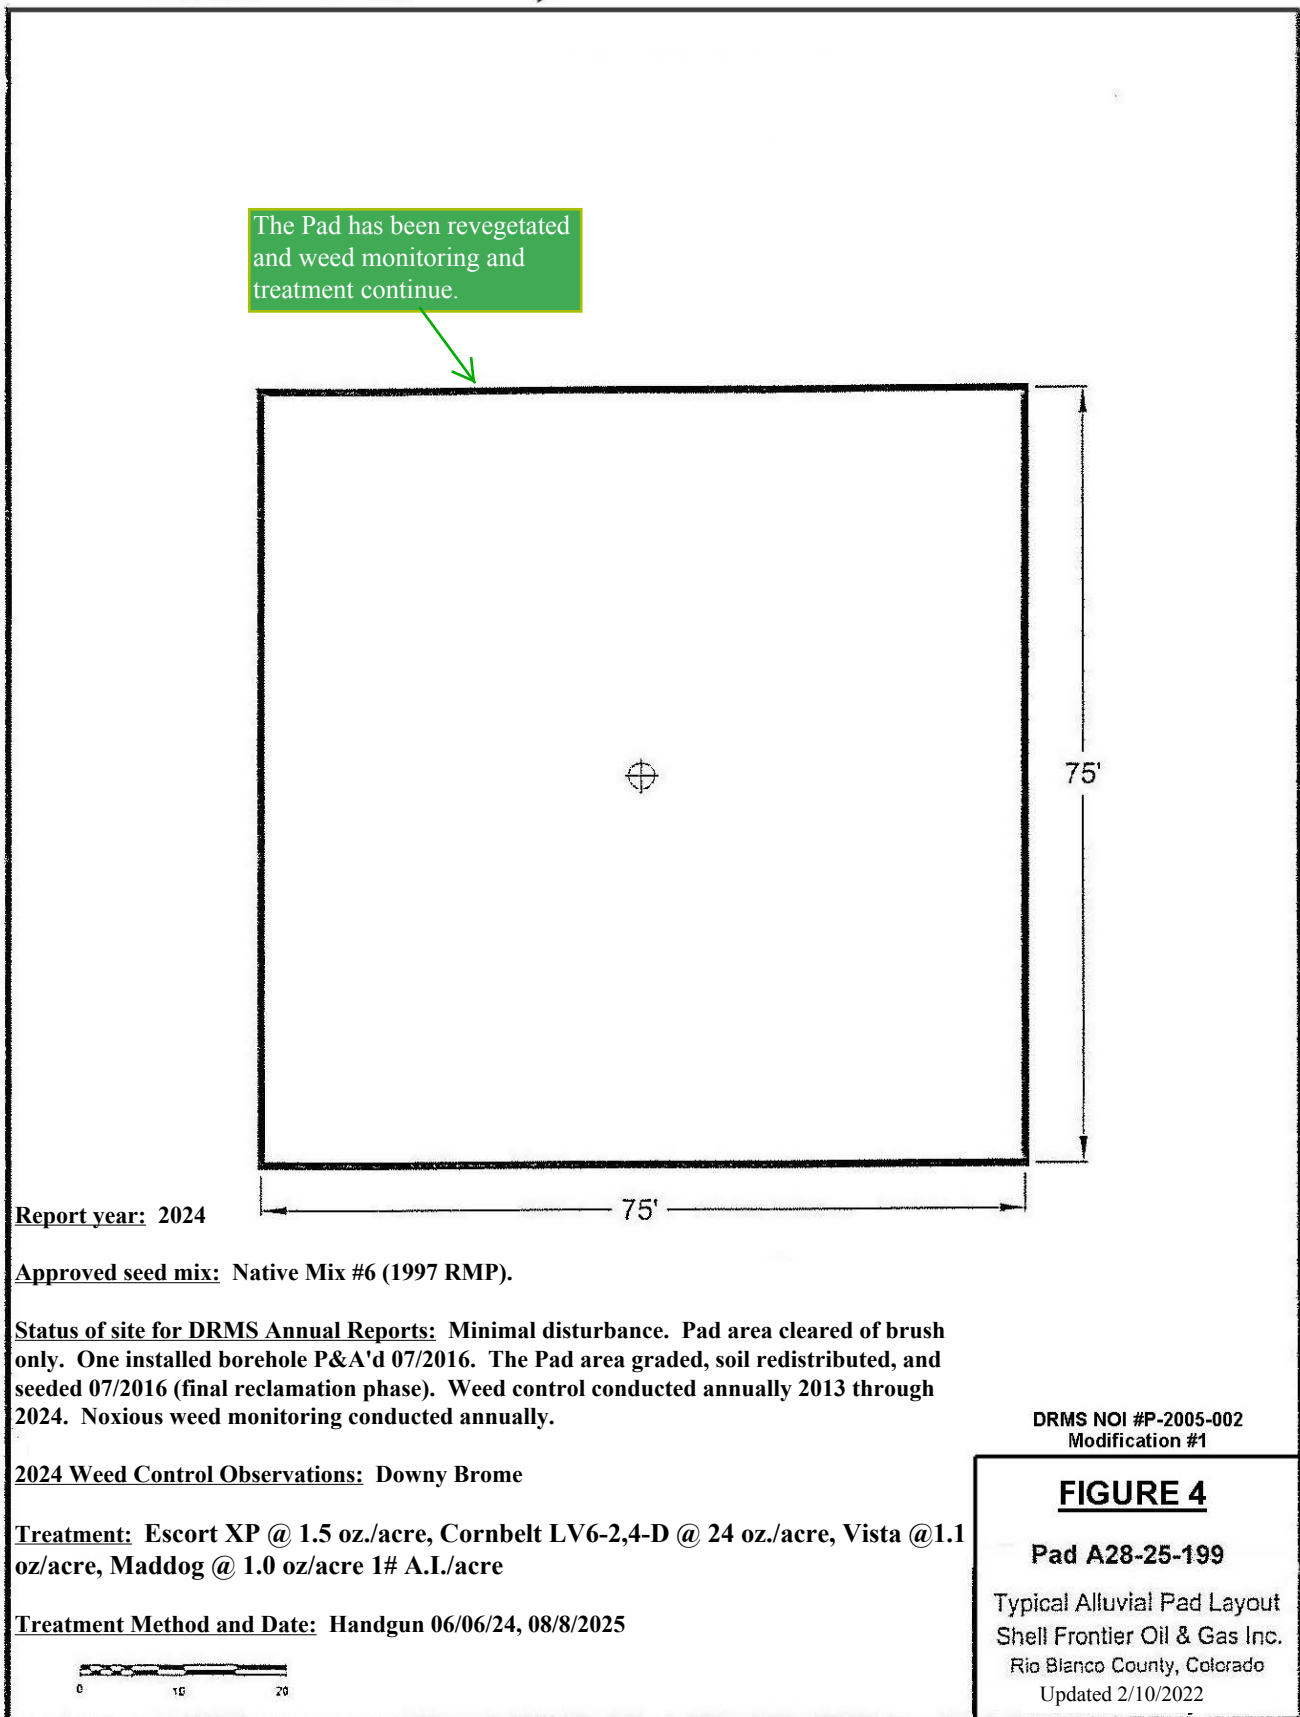 The Pad has been revegetated
and weed monitoring and
treatment continue.
75'
75'
Report year: 2024
Approved seed mix: Native Mix #6 (1997 RMP).
Status of site for DRMS Annual Reports: Minimal disturbance. Pad area cleared of brush
only. One installed borehole P&A'd 07/2016. The Pad area graded, soil redistributed, and
seeded 07/2016 (final reclamation phase). Weed control conducted annually 2013 through
2024. Noxious weed monitoring conducted annually.
2024 Weed Control Observations: Downy Brome
Treatment: Escort XP @ 1.5 oz./acre, Cornbelt LV6-2,4-D @ 24 oz./acre, Vista @1.1
oz/acre, Maddog @ 1.0 oz/acre 1# A.I./acre
Treatment Method and Date: Handgun 06/06/24, 08/8/2025
0 10 20
DRMS NOI #P-2005-002
Modification #1
FIGURE 4
Pad A28-25-199
Typical Alluvial Pad Layout
Shell Frontier Oil & Gas Inc.
Rio Blanco County, Colorado
Updated 2/10/2022